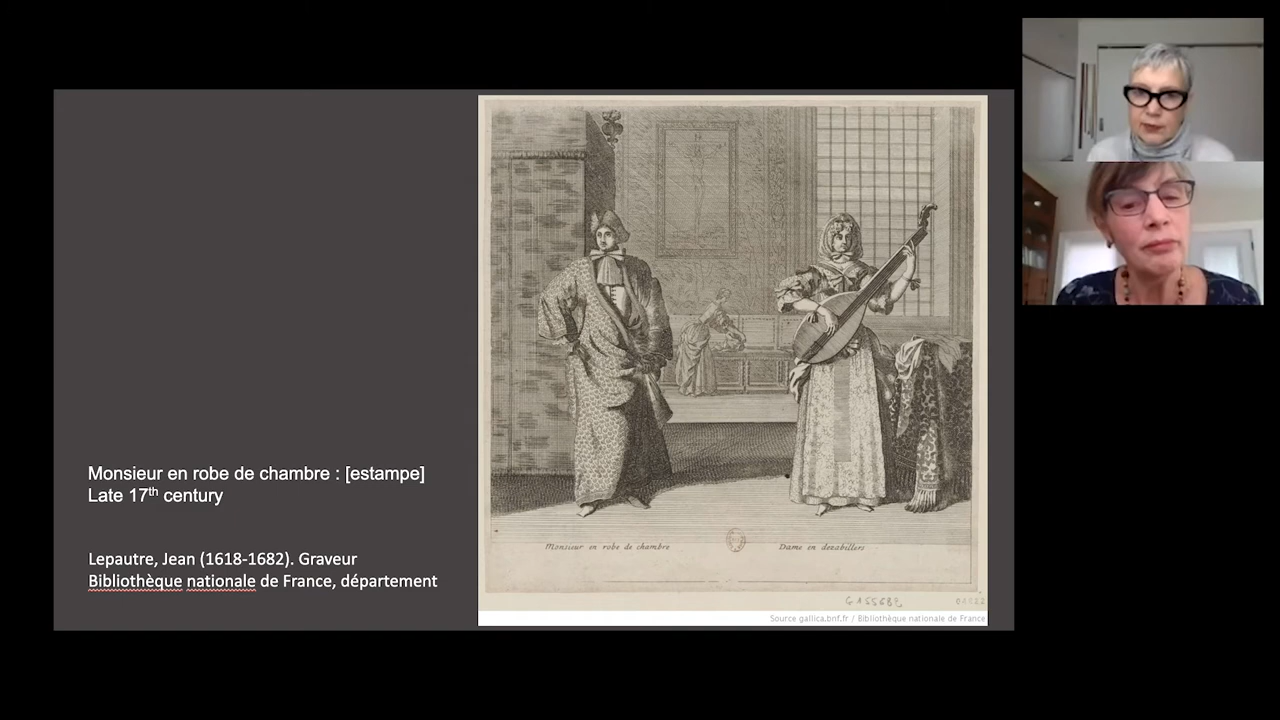 Monsieur en robe de chambre : [estampe]
Late 17th century
Lepautre, Jean (1618-1682). Graveur
Bibliothèque nationale de France, département
Monsieur en robe de chambre
Dame en dezabillers
Source gallica.bnf.fr / Bibliothèque nationale de France